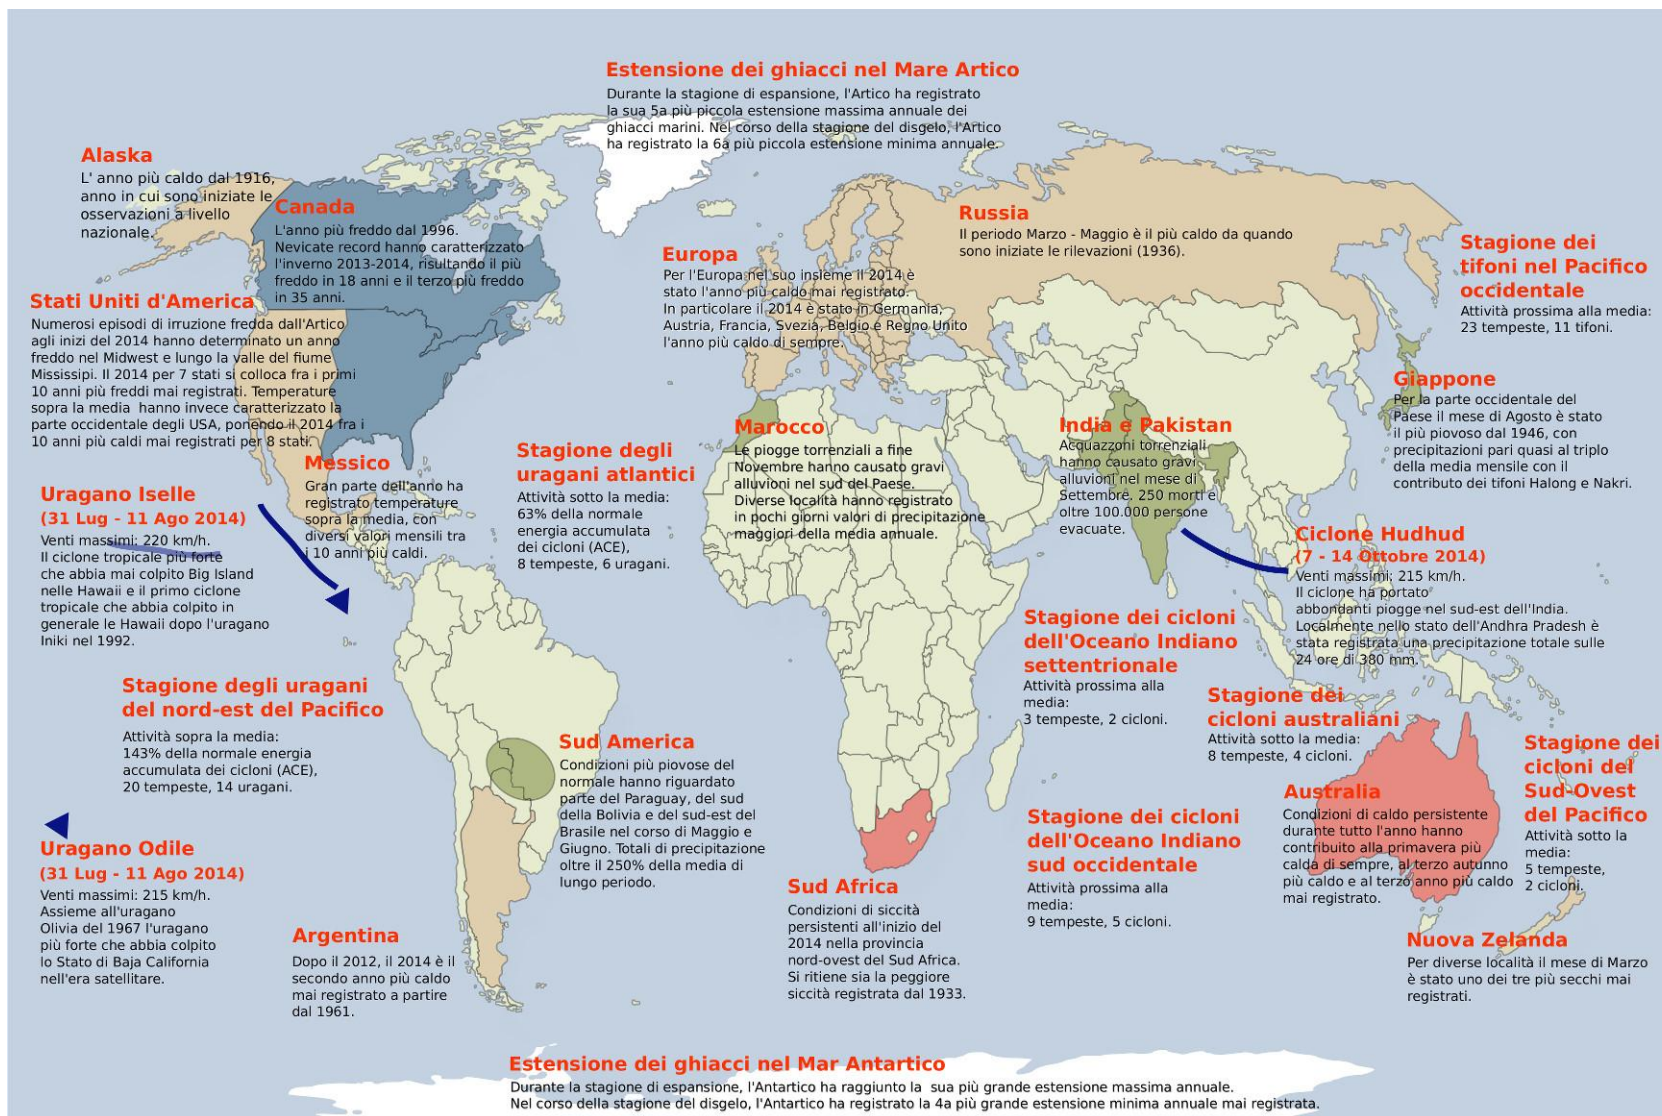 Estensione dei ghiacci nel Mare Artico
Durante la stagione di espansione, l'Artico ha registrato
la sua 5a più piccola estensione massima annuale dei
ghiacci marini. Nel corso della stagione del disgelo, l'Artico
ha registrato la 6a più piccola estensione minima annuale.
Alaska
L' anno più caldo dal 1916,
anno in cui sono iniziate le
osservazioni a livello
nazionale.
Canada
L'anno più freddo dal 1996.
Nevicate record hanno caratterizzato
l'inverno 2013-2014, risultando il più
freddo in 18 anni e il terzo più freddo
in 35 anni.
Europa
Per l'Europa nel suo insieme il 2014 è
stato l'anno più caldo mai registrato.
In particolare il 2014 è stato in Germania,
Austria, Francia, Svezia, Belgio e Regno Unito
l'anno più caldo di sempre.
Russia
Il periodo Marzo - Maggio è il più caldo da quando
sono iniziate le rilevazioni (1936).
Stagione dei
tifoni nel Pacifico
occidentale
Attività prossima alla media:
23 tempeste, 11 tifoni.
Stati Uniti d'America
Numerosi episodi di irruzione fredda dall'Artico
agli inizi del 2014 hanno determinato un anno
freddo nel Midwest e lungo la valle del fiume
Mississipi. Il 2014 per 7 stati si colloca fra i primi
10 anni più freddi mai registrati. Temperature
sopra la media hanno invece caratterizzato la
parte occidentale degli USA, ponendo il 2014 fra i
10 anni più caldi mai registrati per 8 stati.
Messico
Gran parte dell'anno ha
registrato temperature
sopra la media, con
diversi valori mensili tra
i 10 anni più caldi.
Stagione degli
uragani atlantici
Attività sotto la media:
63% della normale
energia accumulata
dei cicloni (ACE),
8 tempeste, 6 uragani.
Marocco
Le piogge torrenziali a fine
Novembre hanno causato gravi
alluvioni nel sud del Paese.
Diverse località hanno registrato
in pochi giorni valori di precipitazione
maggiori della media annuale.
India e Pakistan
Acquazzoni torrenziali
hanno causato gravi
alluvioni nel mese di
Settembre. 250 morti e
oltre 100.000 persone
evacuate.
Giappone
Per la parte occidentale del
Paese il mese di Agosto è stato
il più piovoso dal 1946, con
precipitazioni pari quasi al triplo
della media mensile con il
contributo dei tifoni Halong e Nakri.
Uragano Iselle
(31 Lug - 11 Ago 2014)
Venti massimi: 220 km/h.
Il ciclone tropicale più forte
che abbia mai colpito Big Island
nelle Hawaii e il primo ciclone
tropicale che abbia colpito in
generale le Hawaii dopo l'uragano
Iniki nel 1992.
Ciclone Hudhud
(7 - 14 Ottobre 2014)
Venti massimi: 215 km/h.
Il ciclone ha portato
abbondanti piogge nel sud-est dell'India.
Localmente nello stato dell'Andhra Pradesh è
stata registrata una precipitazione totale sulle
24 ore di 380 mm.
Stagione dei cicloni
dell'Oceano Indiano
settentrionale
Attività prossima alla
media:
3 tempeste, 2 cicloni.
Stagione degli uragani
del nord-est del Pacifico
Attività sopra la media:
143% della normale energia
accumulata dei cicloni (ACE),
20 tempeste, 14 uragani.
Stagione dei
cicloni australiani
Attività sotto la media:
8 tempeste, 4 cicloni.
Sud America
Condizioni più piovose del
normale hanno riguardato
parte del Paraguay, del sud
della Bolivia e del sud-est del
Brasile nel corso di Maggio e
Giugno. Totali di precipitazione
oltre il 250% della media di
lungo periodo.
Stagione dei
cicloni del
Sud-Ovest
del Pacifico
Attività sotto la
media:
5 tempeste,
2 cicloni.
Australia
Condizioni di caldo persistente
durante tutto l'anno hanno
contribuito alla primavera più
calda di sempre, al terzo autunno
più caldo e al terzo anno più caldo
mai registrato.
Stagione dei cicloni
dell'Oceano Indiano
sud occidentale
Attività prossima alla
media:
9 tempeste, 5 cicloni.
Uragano Odile
(31 Lug - 11 Ago 2014)
Venti massimi: 215 km/h.
Assieme all'uragano
Olivia del 1967 l'uragano
più forte che abbia colpito
lo Stato di Baja California
nell'era satellitare.
Sud Africa
Condizioni di siccità
persistenti all'inizio del
2014 nella provincia
nord-ovest del Sud Africa.
Si ritiene sia la peggiore
siccità registrata dal 1933.
Argentina
Dopo il 2012, il 2014 è il
secondo anno più caldo
mai registrato a partire
dal 1961.
Nuova Zelanda
Per diverse località il mese di Marzo
è stato uno dei tre più secchi mai
registrati.
Estensione dei ghiacci nel Mar Antartico
Durante la stagione di espansione, l'Antartico ha raggiunto la sua più grande estensione massima annuale.
Nel corso della stagione del disgelo, l'Antartico ha registrato la 4a più grande estensione minima annuale mai registrata.